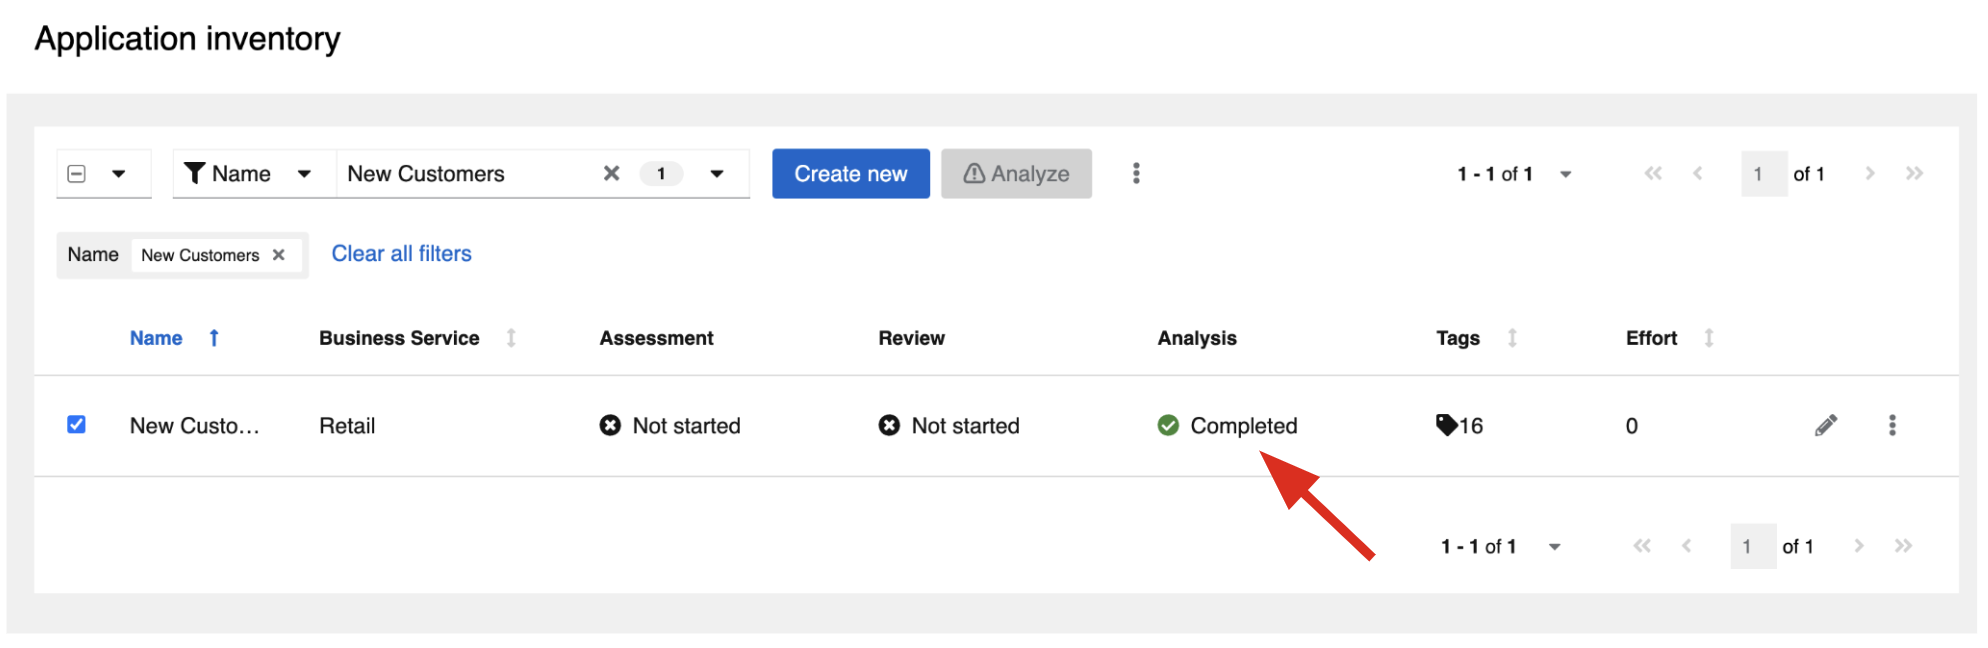 Application inventory
Name New Customers 1 Create new Analyze 1 - 1 of 1 1 of 1
Name New Customers Clear all filters
Name Business Service Assessment Review Analysis Tags Effort
New Custo... Retail Not started Not started Completed 16 0
1 - 1 of 1 1 of 1